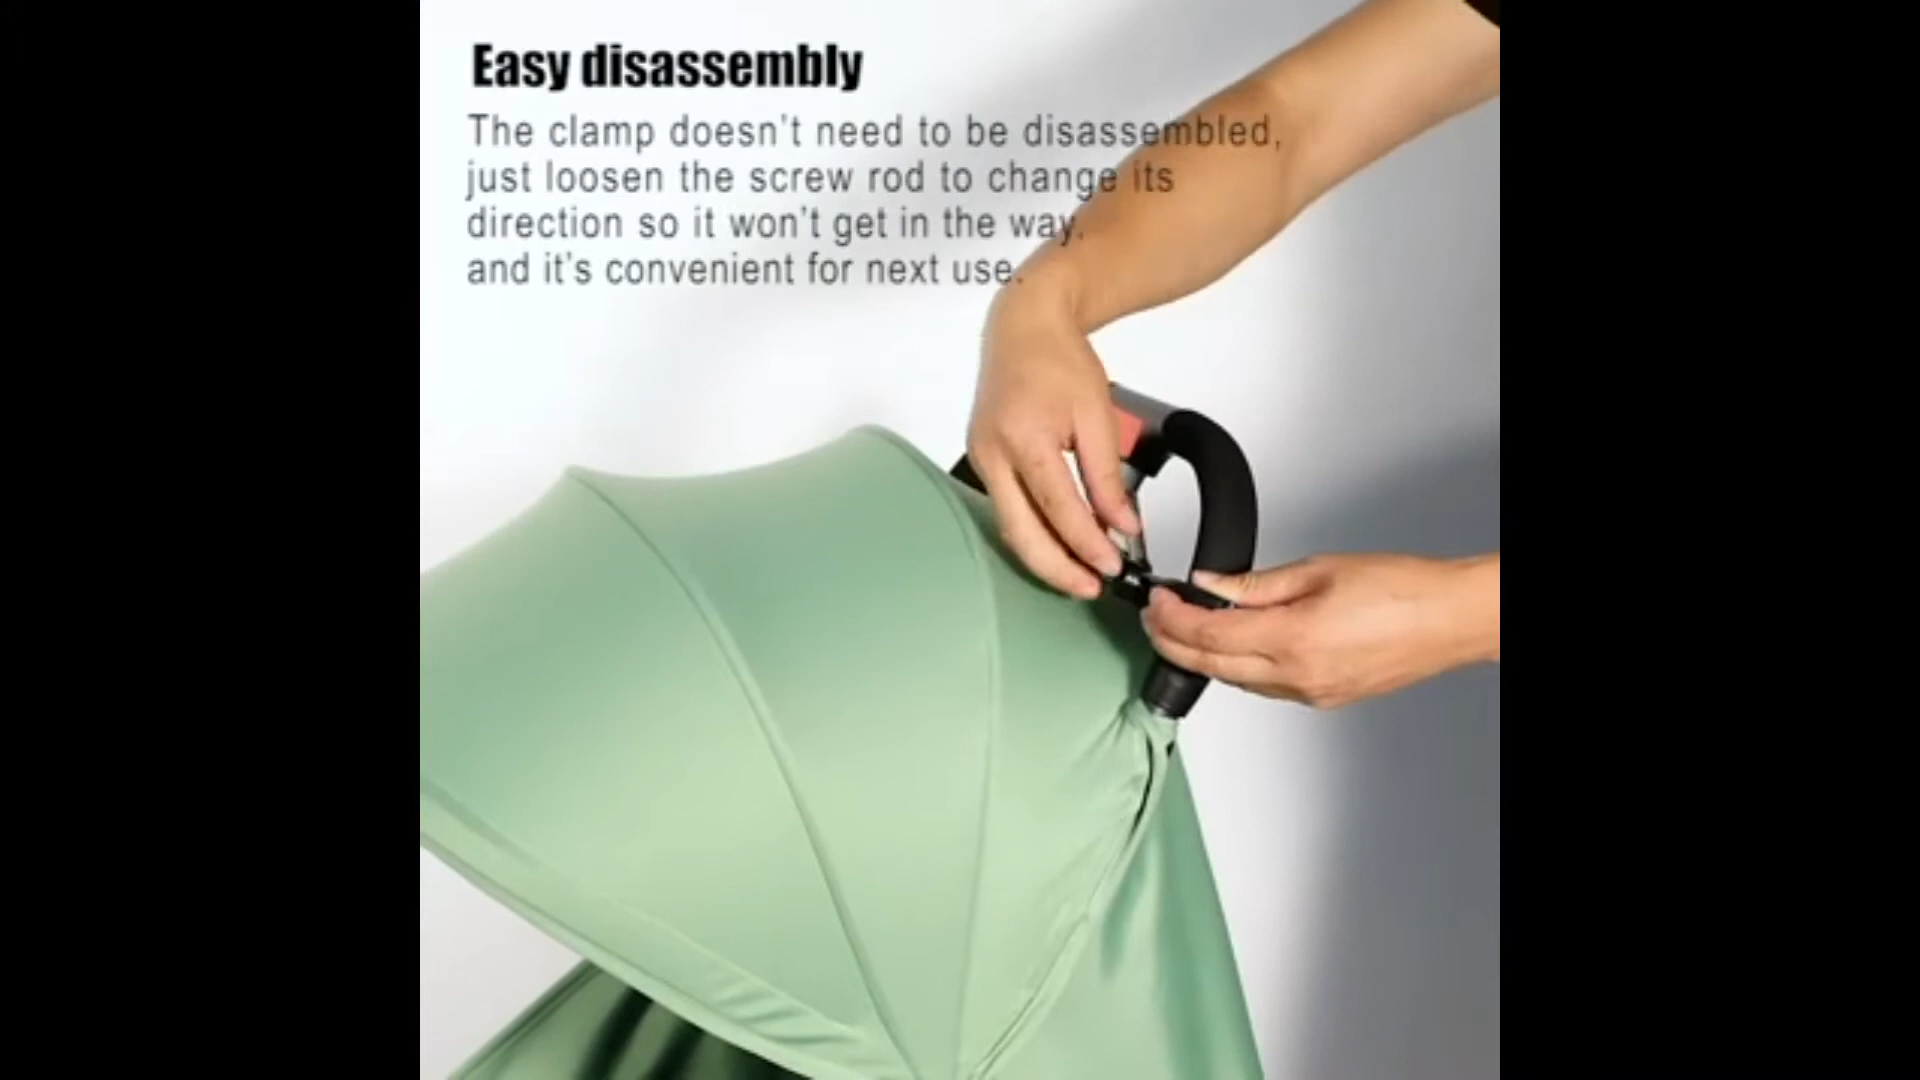 Easy disassembly
The clamp doesn't need to be disassembled,
just loosen the screw rod to change its
direction so it won't get in the way.
and it's convenient for next use.